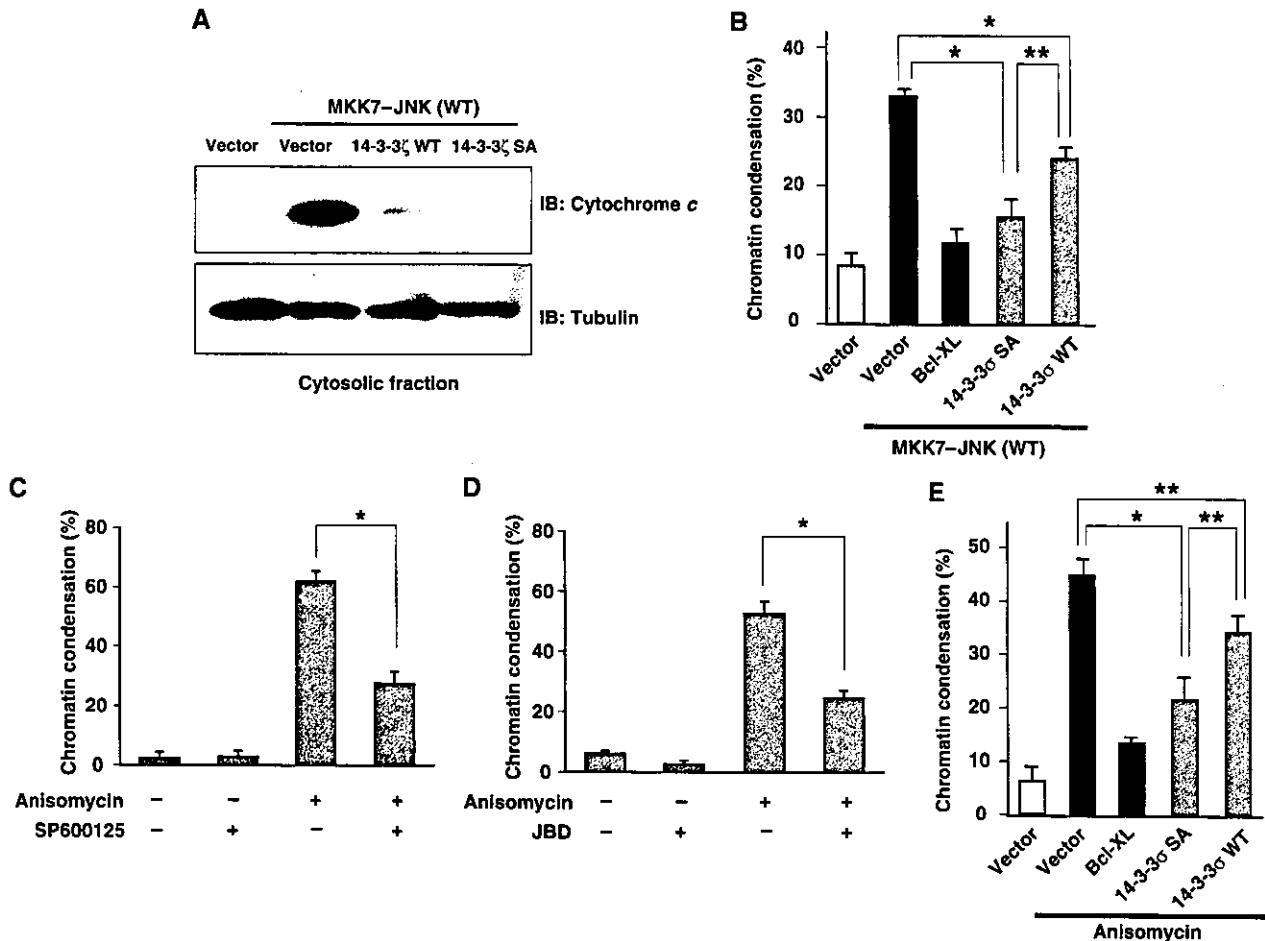 A
MKK7–JNK (WT)
Vector Vector 14-3-3ζ WT 14-3-3ζ SA
IB: Cytochrome c
IB: Tubulin
Cytosolic fraction
B
Chromatin condensation (%)
40
30
20
10
0
* * **
Vector Vector Bcl-XL 14-3-3σ SA 14-3-3σ WT
MKK7–JNK (WT)
C
Chromatin condensation (%)
80
60
40
20
0
*
Anisomycin – – + +
SP600125 – + – +
D
Chromatin condensation (%)
80
60
40
20
0
*
Anisomycin – – + +
JBD – + – +
E
Chromatin condensation (%)
50
40
30
20
10
0
** * **
Vector Vector Bcl-XL 14-3-3σ SA 14-3-3σ WT
Anisomycin